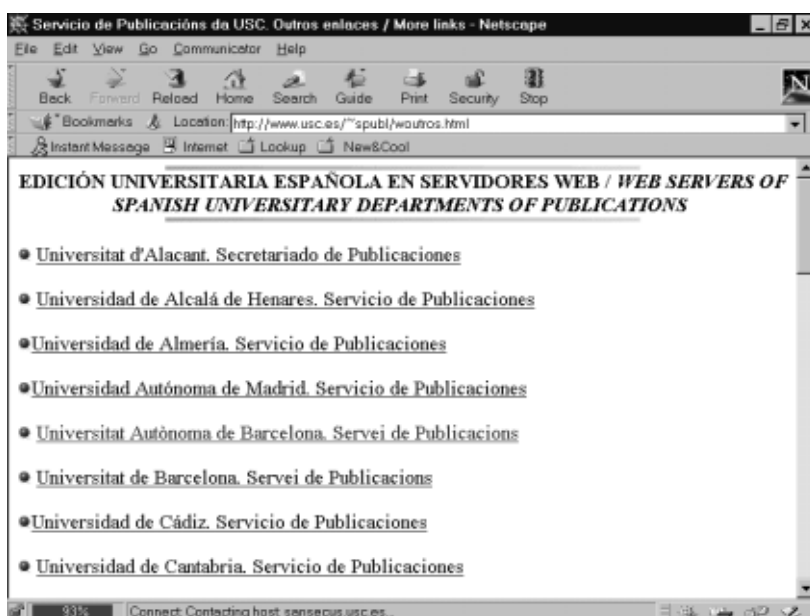 Servicio de Publicacións da USC. Outros enlaces / More links - Netscape
File Edit View Go Communicator Help
Back Forward Reload Home Search Guide Print Security Stop
N
Bookmarks Location: http://www.usc.es/~spubl/woutros.html
Instant Message Internet Lookup New&Cool
EDICIÓN UNIVERSITARIA ESPAÑOLA EN SERVIDORES WEB / WEB SERVERS OF
SPANISH UNIVERSITARY DEPARTMENTS OF PUBLICATIONS
Universitat d'Alacant. Secretariado de Publicaciones
Universidad de Alcalá de Henares. Servicio de Publicaciones
Universidad de Almería. Servicio de Publicaciones
Universidad Autónoma de Madrid. Servicio de Publicaciones
Universitat Autònoma de Barcelona. Servei de Publicacions
Universitat de Barcelona. Servei de Publicacions
Universidad de Cádiz. Servicio de Publicaciones
Universidad de Cantabria. Servicio de Publicaciones
93% Connect: Contacting host: sansecus.usc.es...